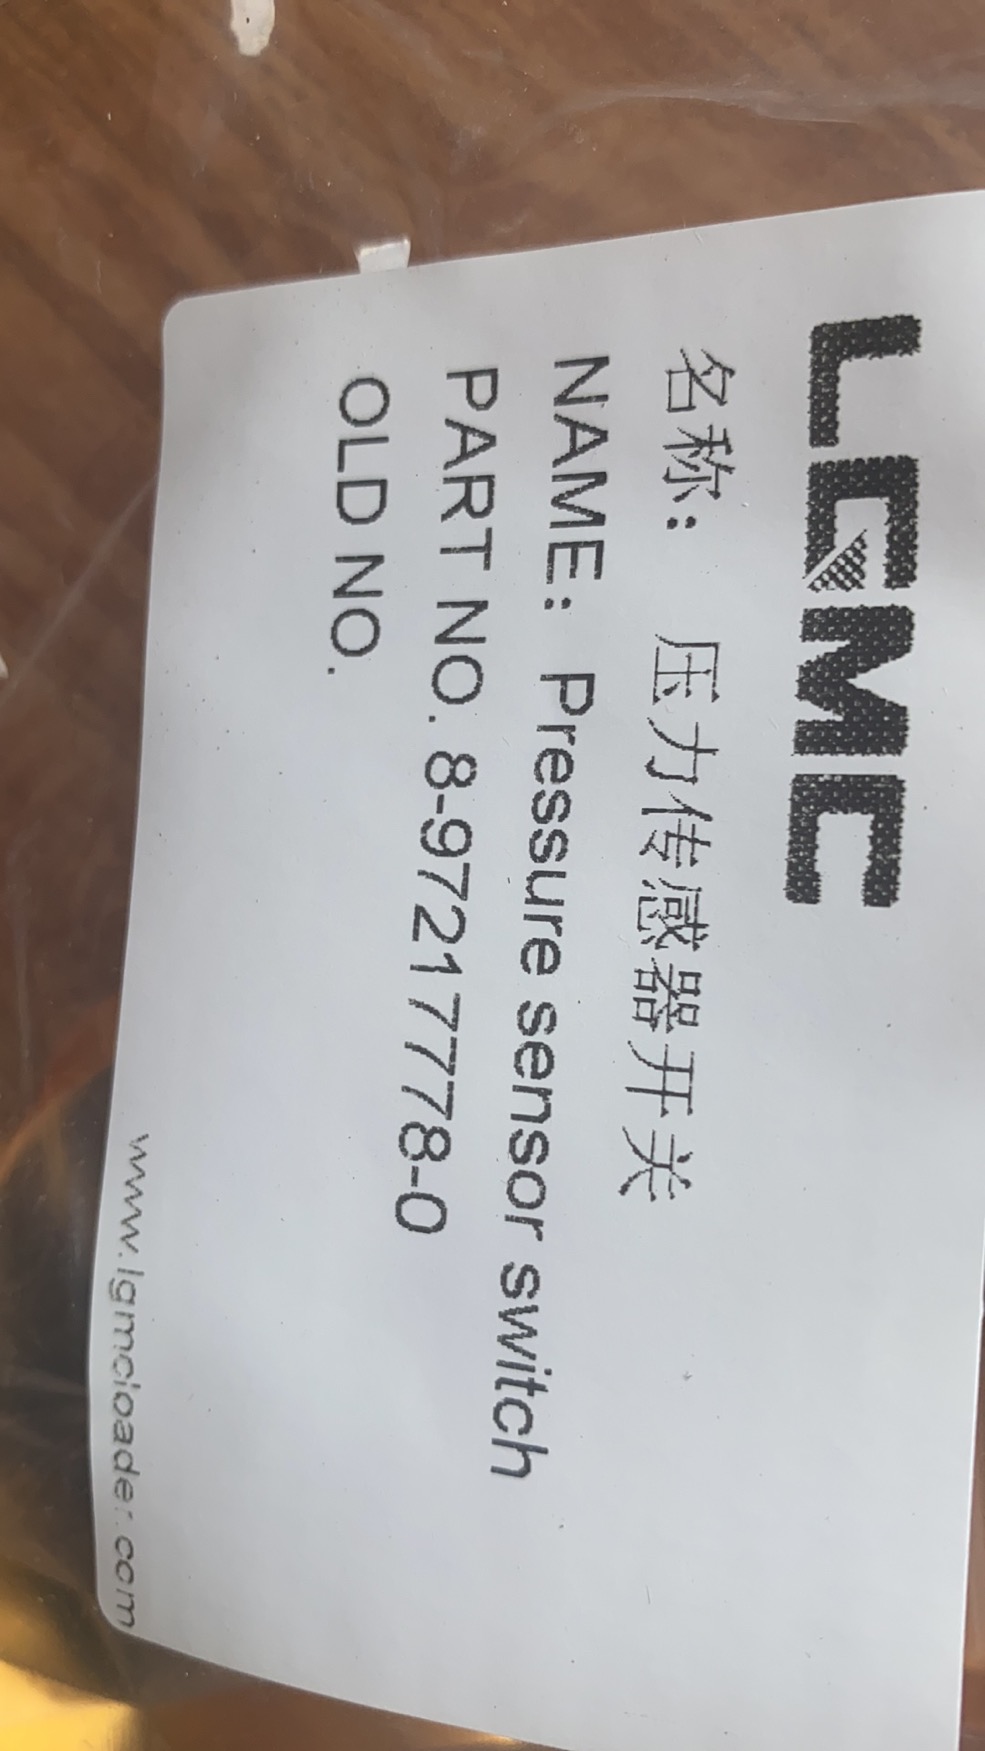 LGMC
名称： 压力传感器开关
NAME： Pressure sensor switch
PART NO. 8-97217778-0
OLD NO.
www.lgmcloader.com